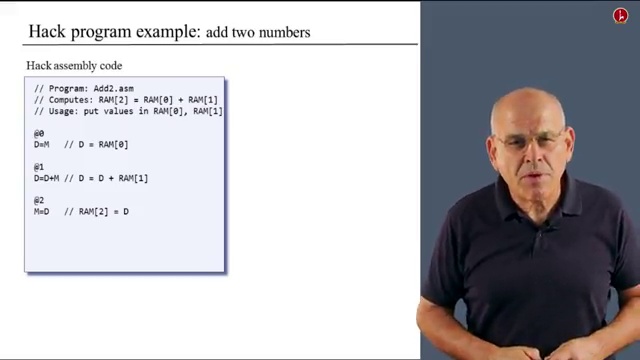 Hack program example: add two numbers
Hack assembly code
// Program: Add2.asm
// Computes: RAM[2] = RAM[0] + RAM[1]
// Usage: put values in RAM[0], RAM[1]
@0
D=M // D = RAM[0]
@1
D=D+M // D = D + RAM[1]
@2
M=D // RAM[2] = D